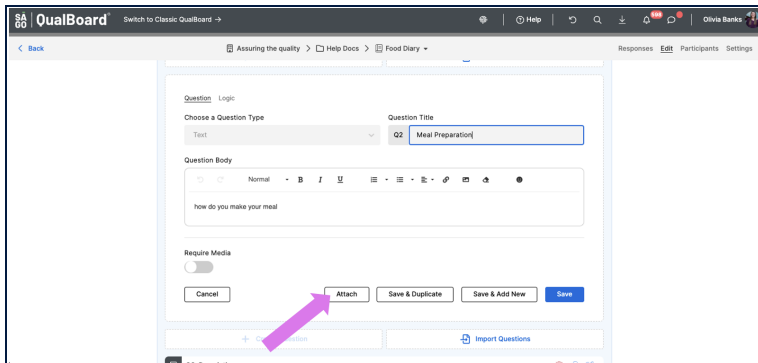 SÁGO QualBoard® Switch to Classic QualBoard → Help 998 Olivia Banks
Back Assuring the quality > Help Docs > Food Diary Responses Edit Participants Settings
Question Logic
Choose a Question Type Question Title
Text Q2 Meal Preparation
Question Body
Normal B I U
how do you make your meal
Require Media
Cancel Attach Save & Duplicate Save & Add New Save
Import Questions